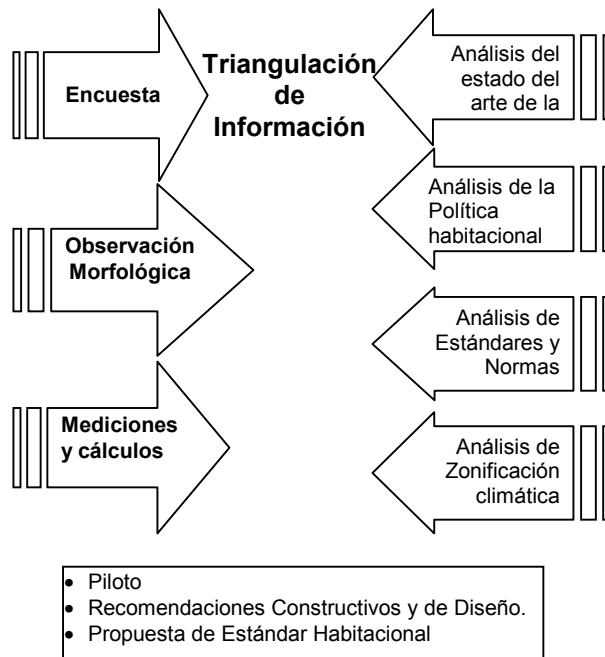 Triangulación
de
Información
Encuesta
Observación
Morfológica
Mediciones
y cálculos
Análisis del
estado del
arte de la
Análisis de la
Política
habitacional
Análisis de
Estándares y
Normas
Análisis de
Zonificación
climática
• Piloto
• Recomendaciones Constructivos y de Diseño.
• Propuesta de Estándar Habitacional